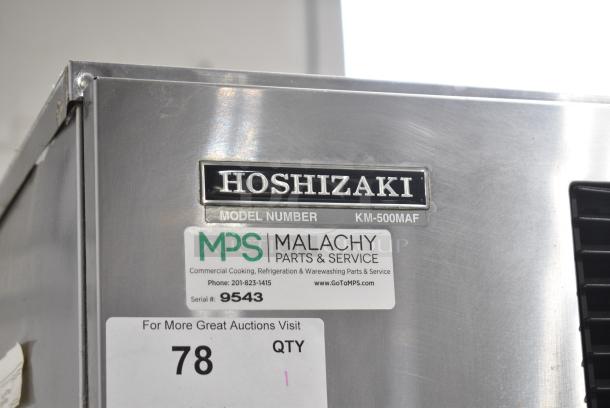 HOSHIZAKI
MODEL NUMBER KM-500MAF
MPS MALACHY
PARTS & SERVICE
Commercial Cooking, Refrigeration & Warewashing Parts & Service
Phone: 201-823-1415 www.GoToMPS.com
Serial #: 9543
For More Great Auctions Visit
78 QTY
1